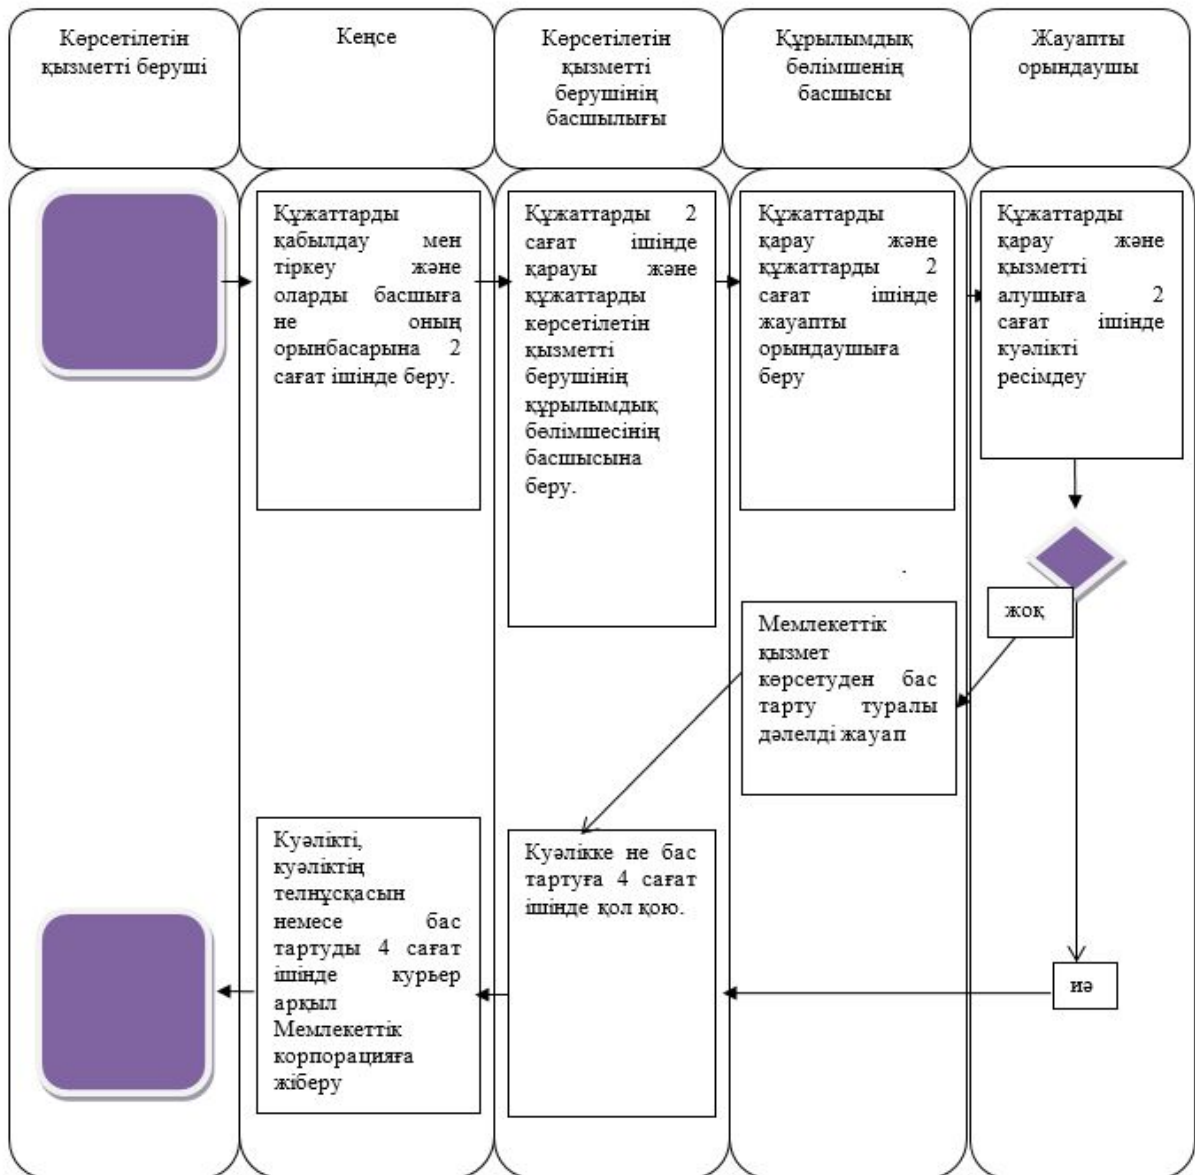 Көрсетілетін
қызметті беруші
Кеңсе
Көрсетілетін
қызметті
берушінің
басшылығы
Құрылымдық
бөлімшенің
басшысы
Жауапты
орындаушы
Құжаттарды
қабылдау мен
тіркеу және
оларды басшыға
не оның
орынбасарына 2
сағат ішінде беру.
Құжаттарды 2
сағат ішінде
қарауы және
құжаттарды
көрсетілетін
қызметті
берушінің
құрылымдық
бөлімшесінің
басшысына
беру.
Құжаттарды
қарау және
құжаттарды 2
сағат ішінде
жауапты
орындаушыға
беру
Құжаттарды
қарау және
қызметті
алушыға 2
сағат ішінде
куәлікті
ресімдеу
жоқ
Мемлекеттік
қызмет
көрсетуден бас
тарту туралы
дәлелді жауап
Куәлікті,
куәліктің
телнұсқасын
немесе бас
тартуды 4 сағат
ішінде курьер
арқыл
Мемлекеттік
корпорацияға
жіберу
Куәлікке не бас
тартуға 4 сағат
ішінде қол қою.
иә